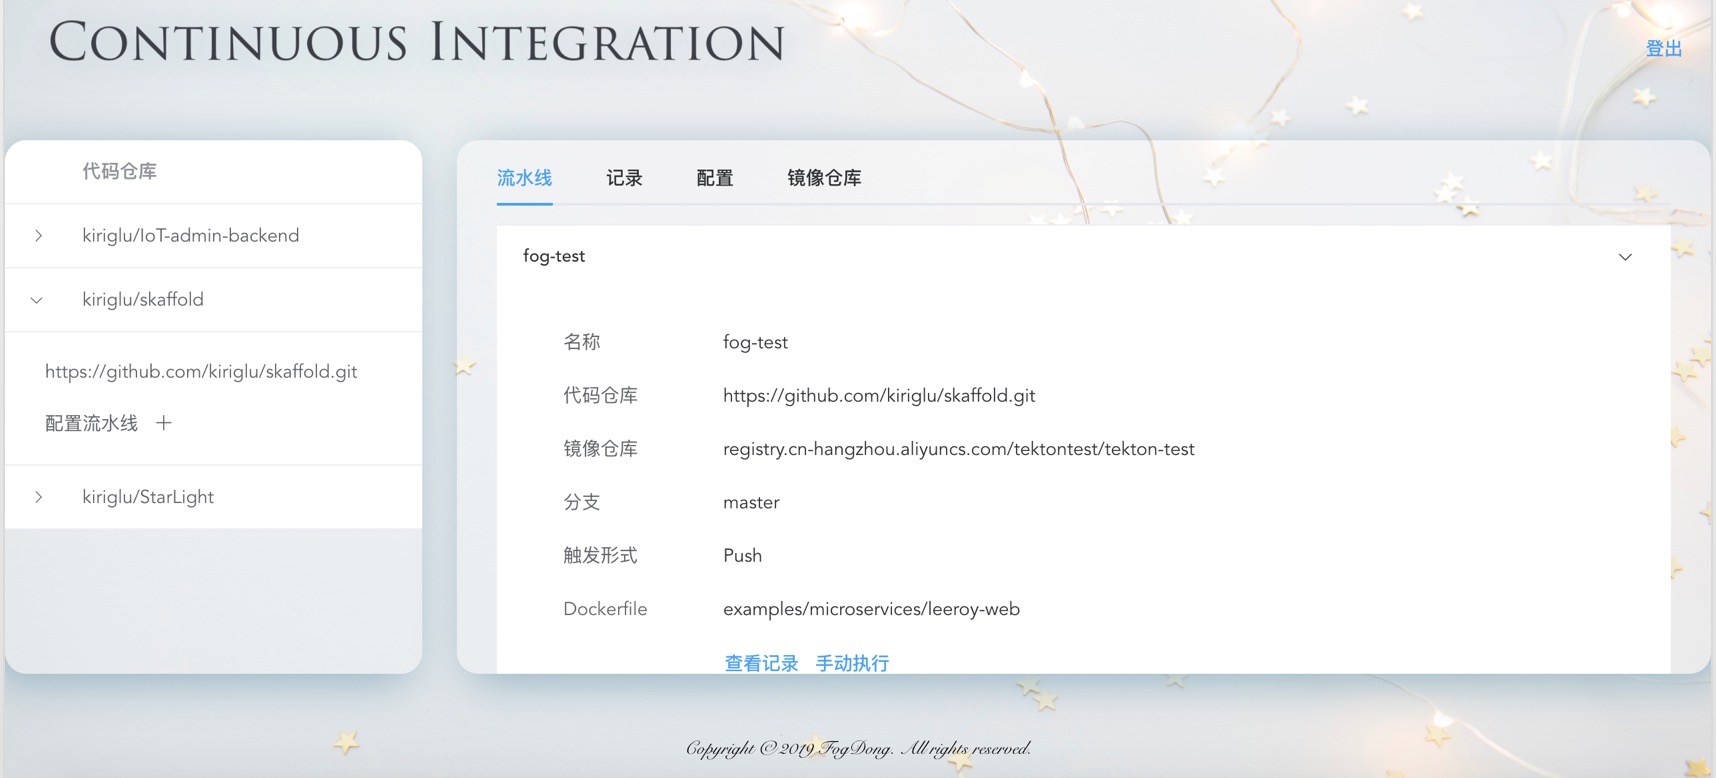 CONTINUOUS INTEGRATION
登出
代码仓库
kiriglu/IoT-admin-backend
kiriglu/skaffold
https://github.com/kiriglu/skaffold.git
配置流水线 +
kiriglu/StarLight
流水线 记录 配置 镜像仓库
fog-test
名称 fog-test
代码仓库 https://github.com/kiriglu/skaffold.git
镜像仓库 registry.cn-hangzhou.aliyuncs.com/tektontest/tekton-test
分支 master
触发形式 Push
Dockerfile examples/microservices/leeroy-web
查看记录 手动执行
Copyright © 2019 FogDong. All rights reserved.